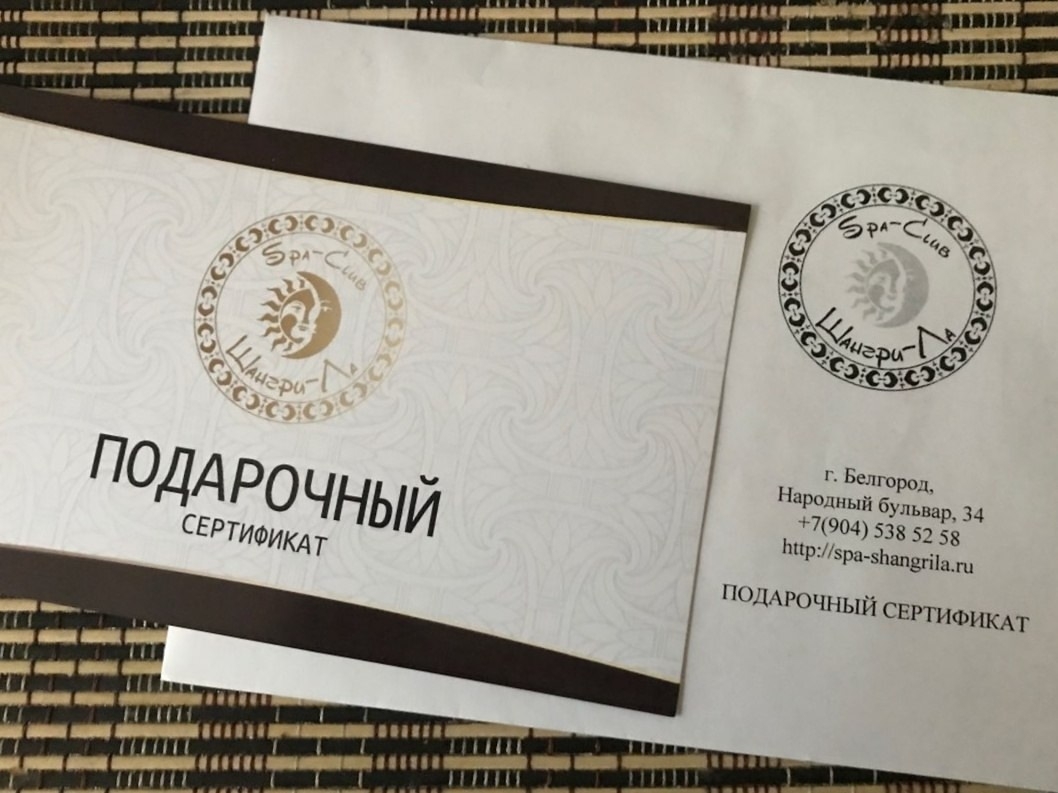 Spa-Club
Шангри-Ла
ПОДАРОЧНЫЙ
СЕРТИФИКАТ
Spa-Club
Шангри-Ла
г. Белгород,
Народный бульвар, 34
+7(904) 538 52 58
http://spa-shangrila.ru
ПОДАРОЧНЫЙ СЕРТИФИКАТ